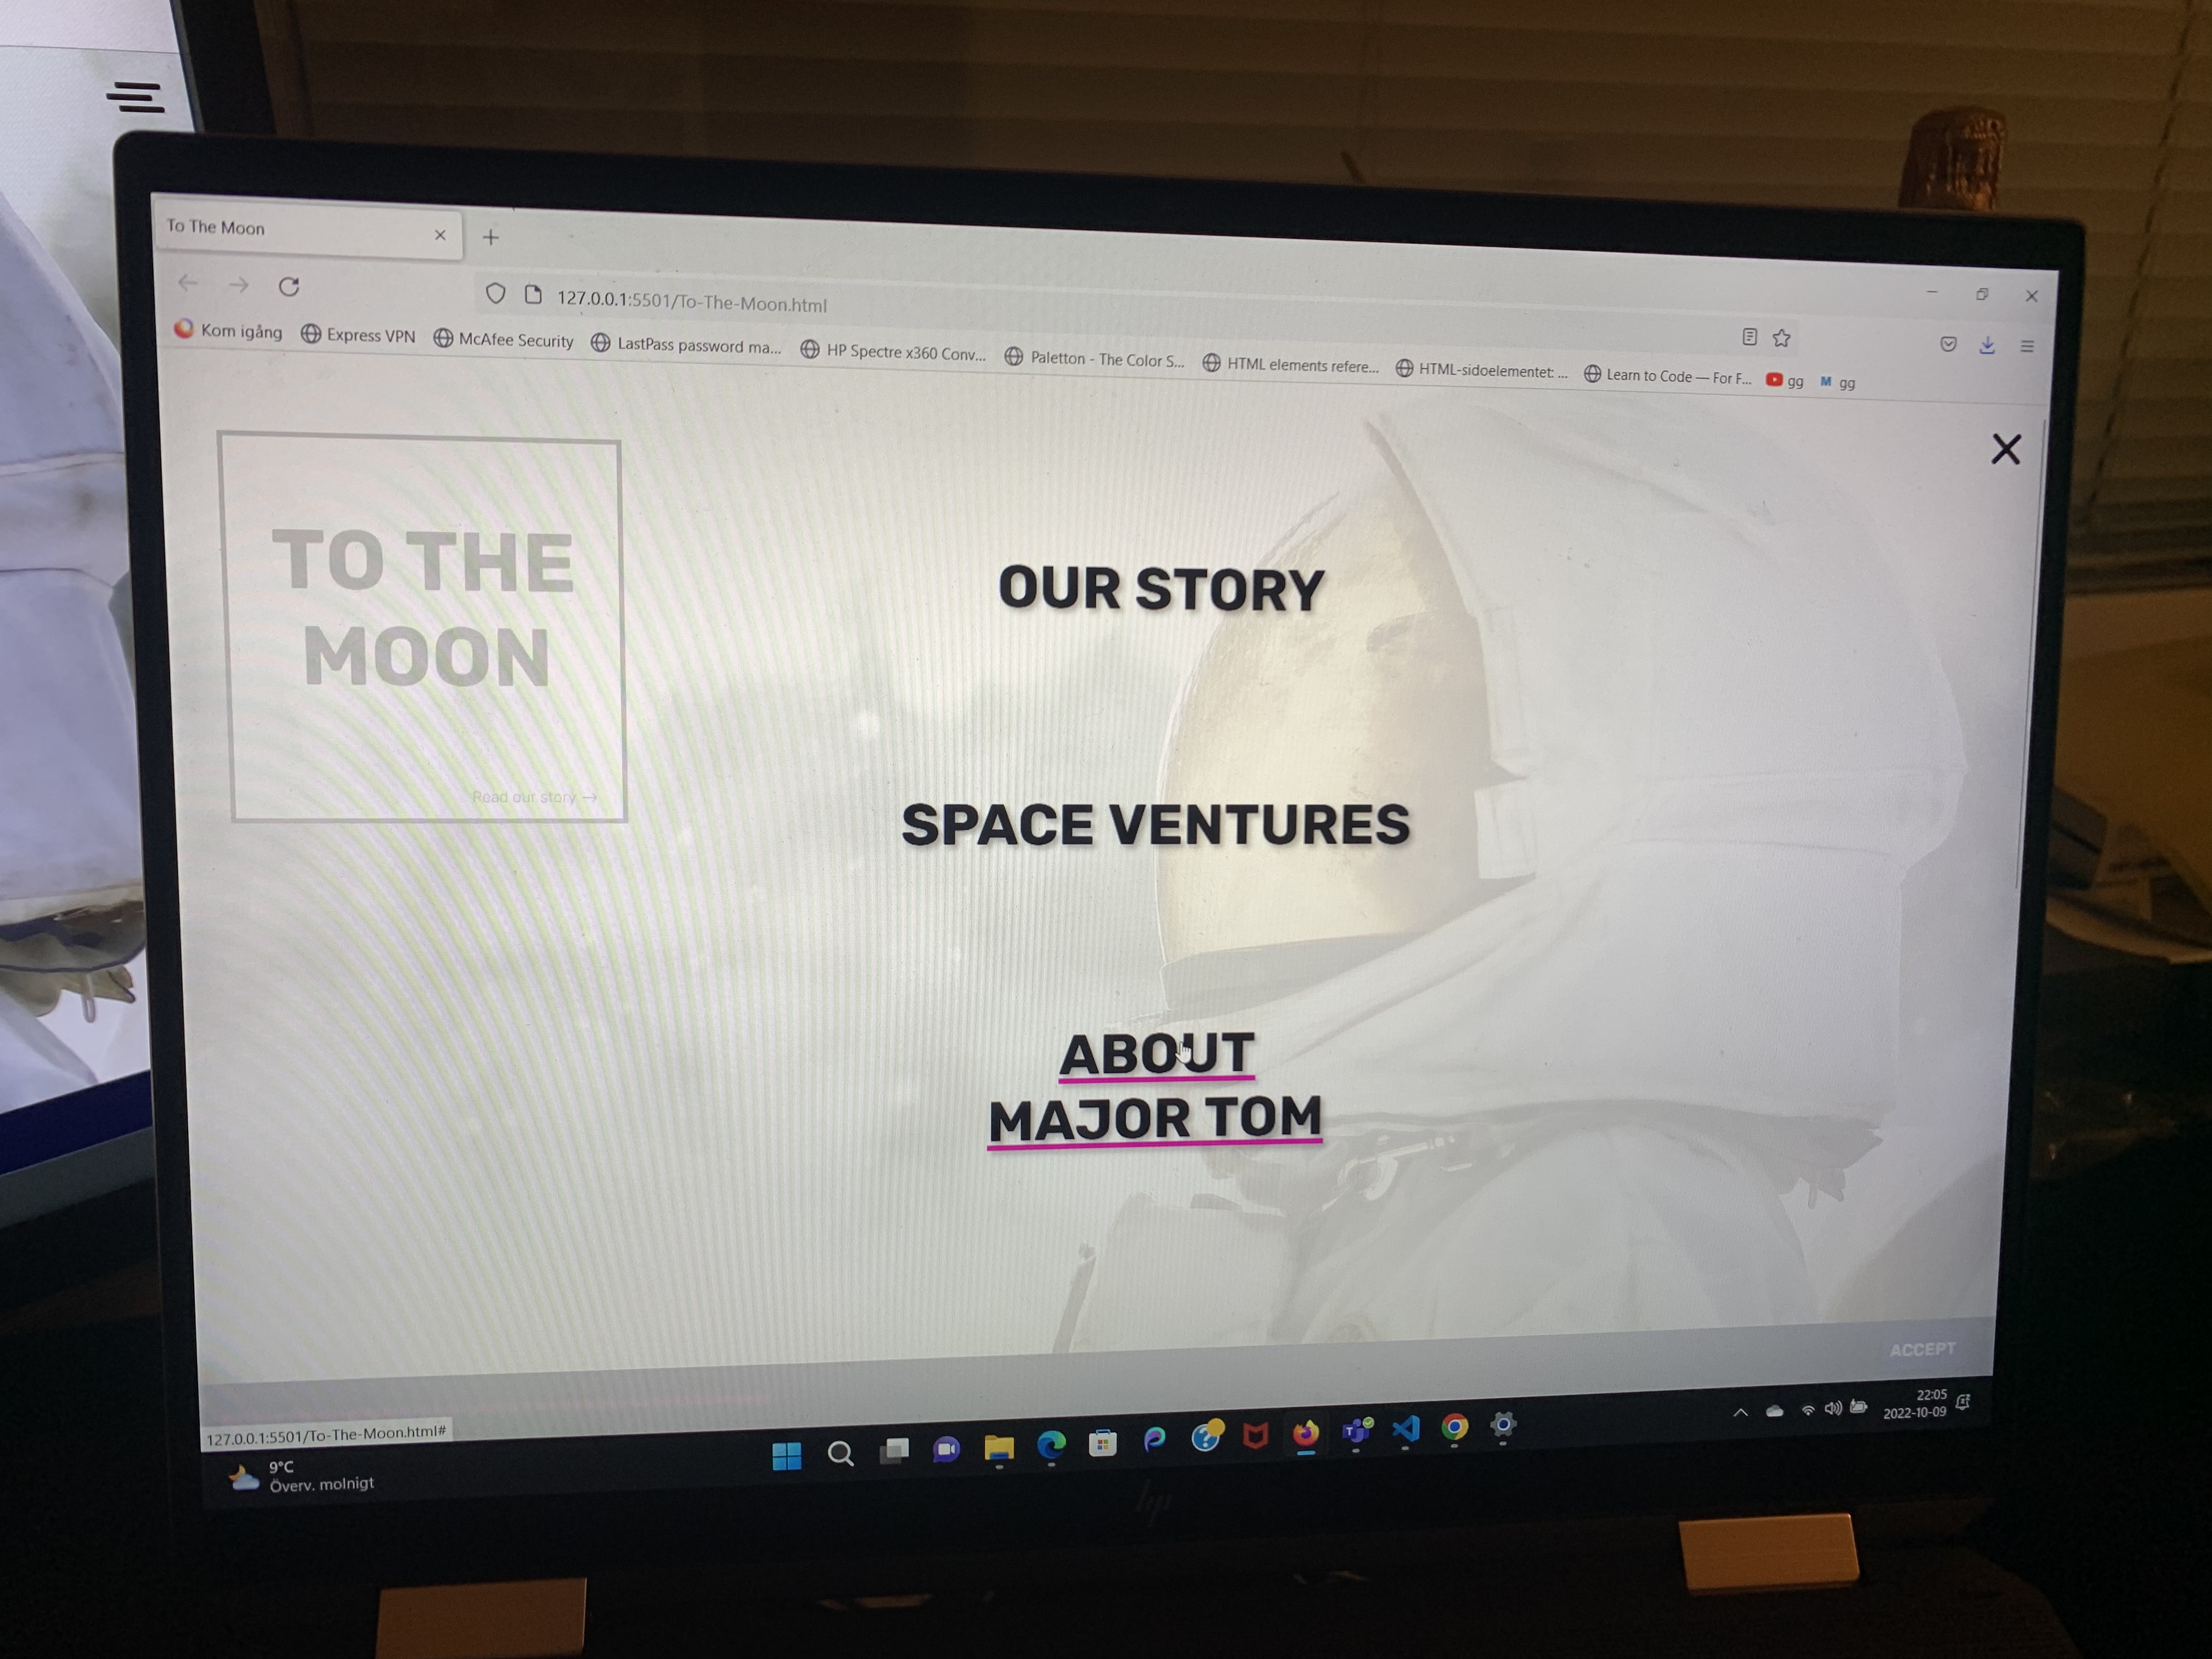 To The Moon
127.0.0.1:5501/To-The-Moon.html
Kom igång Express VPN McAfee Security LastPass password ma... HP Spectre x360 Conv... Paletton - The Color S... HTML elements refere... HTML-sidoelementet: ... Learn to Code — For F... gg M gg
TO THE
MOON
Read our story →
OUR STORY
SPACE VENTURES
ABOUT
MAJOR TOM
ACCEPT
127.0.0.1:5501/To-The-Moon.html#
9°C
Överv. molnigt
22:05
2022-10-09
hp